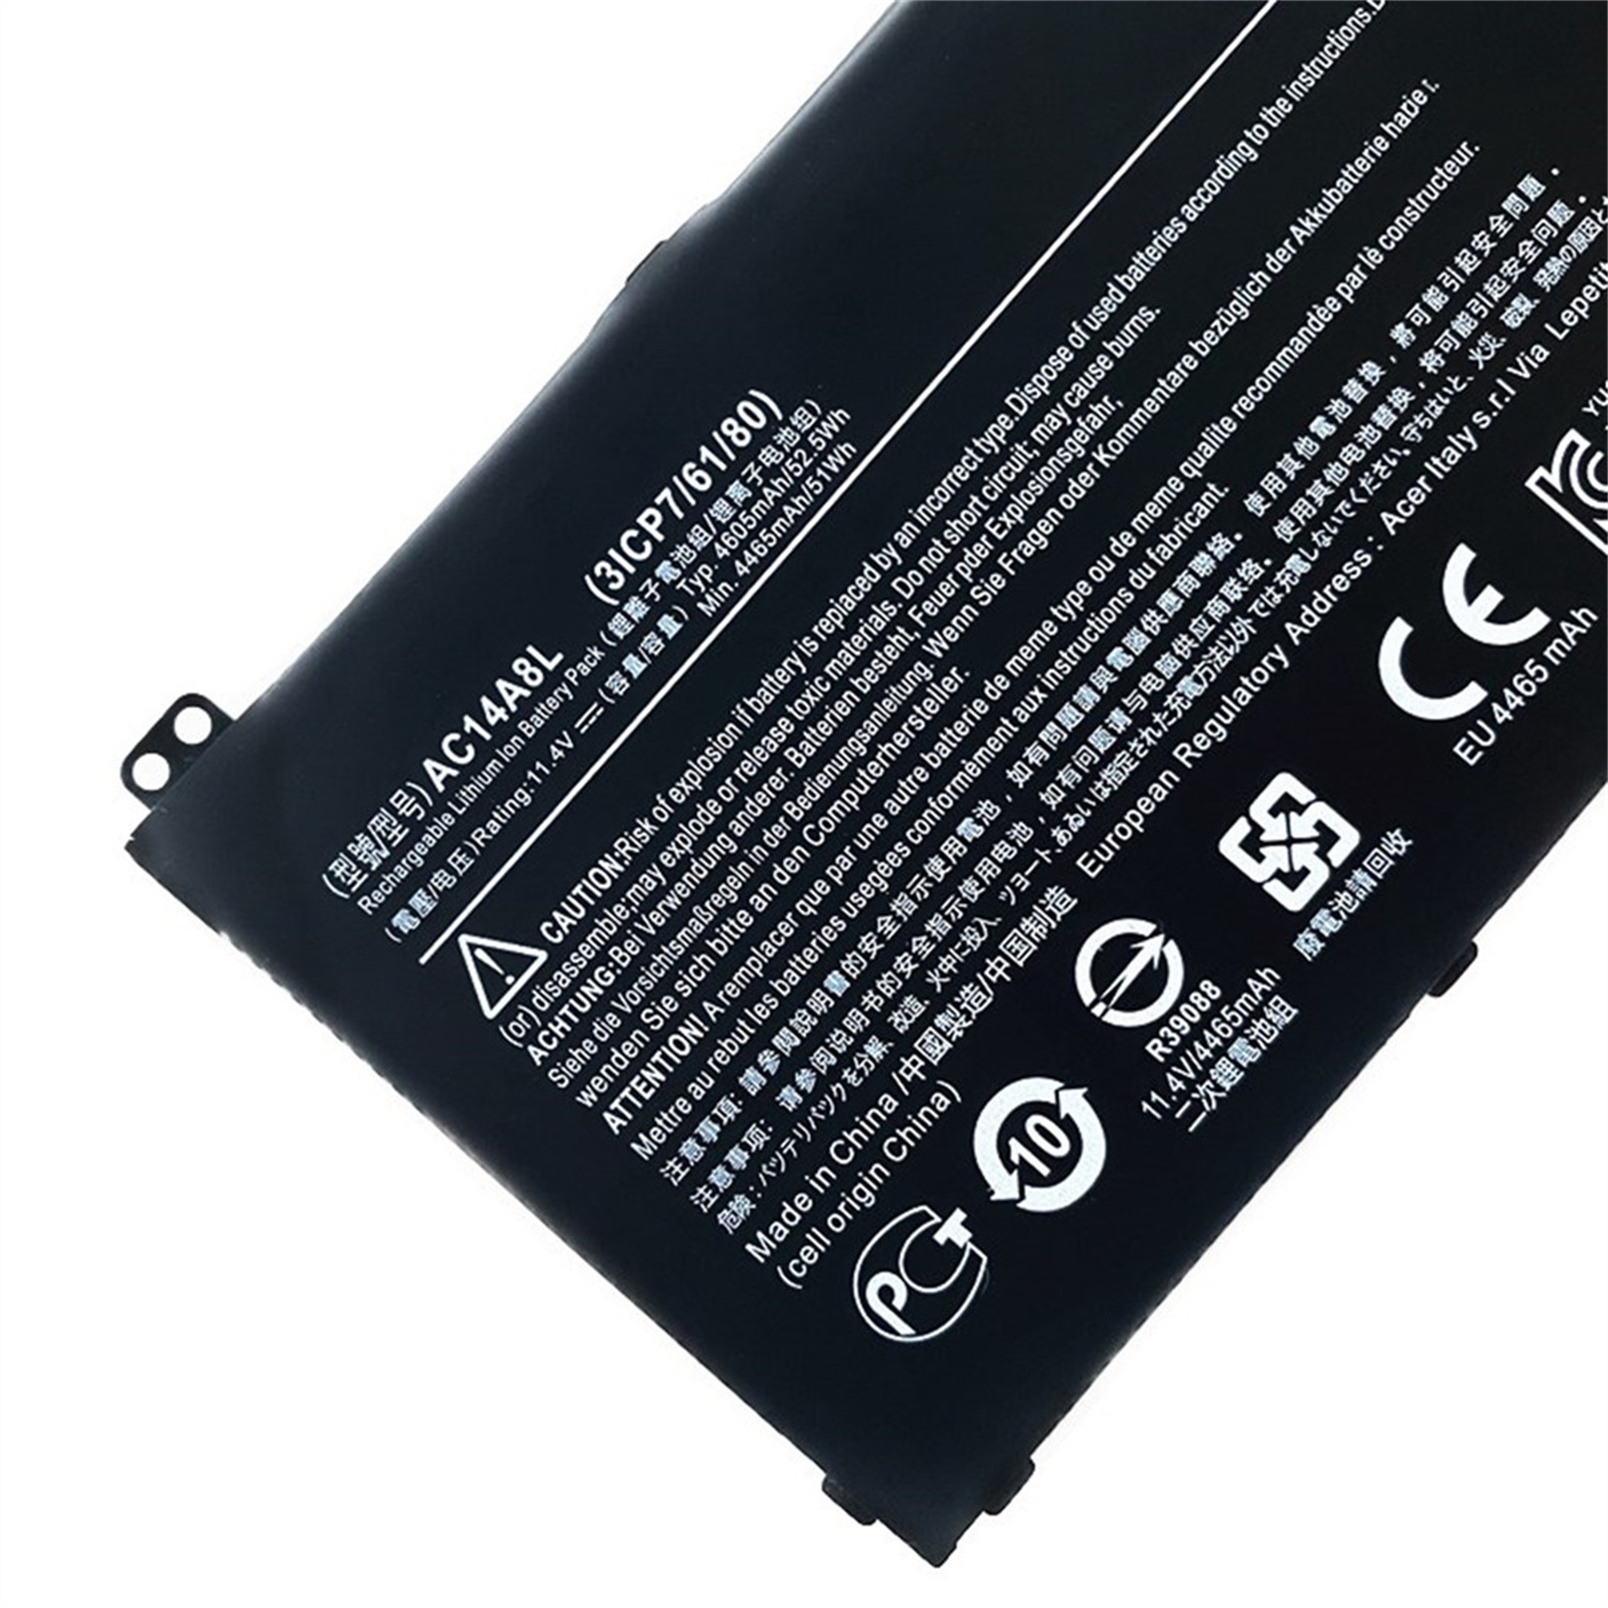 (型號/型号)AC14A8L (3ICP7/61/80)
Rechargeable Lithium Ion Battery Pack (鋰離子電池組/锂离子电池组)
(電壓/电压)Rating:11.4V (容量/容量) Typ. 4605mAh/52.5Wh
Min. 4465mAh/51Wh
CAUTION:Risk of explosion if battery is replaced by an incorrect type.Dispose of used batteries according to the instructions.
(or) disassemble;may explode or release toxic materials. Do not short circuit, may cause burns.
ACHTUNG:Bei Verwendung anderer. Batterien besteht, Feuer pder Explosionsgefahr,
Siehe die Vorsichtsmaßregeln in der Bedienungsanleitung. Wenn Sie Fragen oder Kommentare bezüglich der Akkubatterie
wenden Sie sich bitte an den Computerhersteller.
ATTENTION! A remplacer que par une autre batterie de meme type ou de meme qualite recommandèe par lè constructeur.
Mettre au rebut les batteries usegées conformèment aux instructions du fabricant.
注意事項: 請參閱說明書的安全指示使用電池，如有問題請與電腦供應商聯絡。使用其他電池替換，將可能引起安全問題。
注意事项: 请参阅说明书的安全指示使用电池，如有问题请与电脑供应商联络。使用其他电池替换，将可能引起安全问题。
危険:バッテリパックを分解、改造、火中に投入、ショート、あるいは指定された充電方法以外では充電しないでください。守らないと、火災、破裂、発熱の原因と
Made in China /中國製造/中国制造 European Regulatory Address : Acer Italy s.r.l Via Lepetit
(cell origin China)
PCT
10
R39088
11.4V/4465mAh
二次鋰電池組
廢電池請回收
CE
EU 4465 mAh
YU